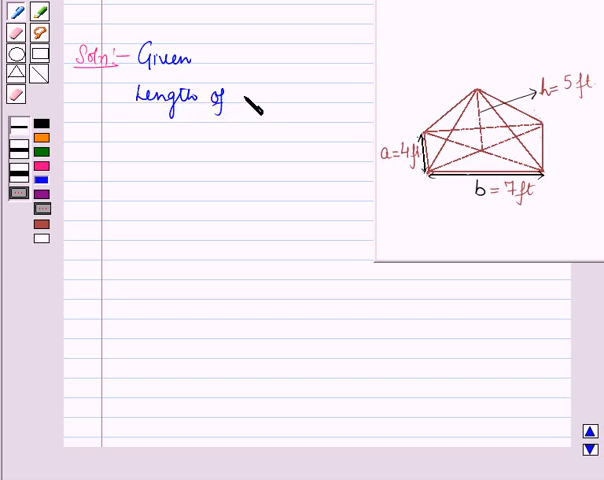 Soln:- Given
Length of
h = 5 ft
a = 4 ft
b = 7 ft